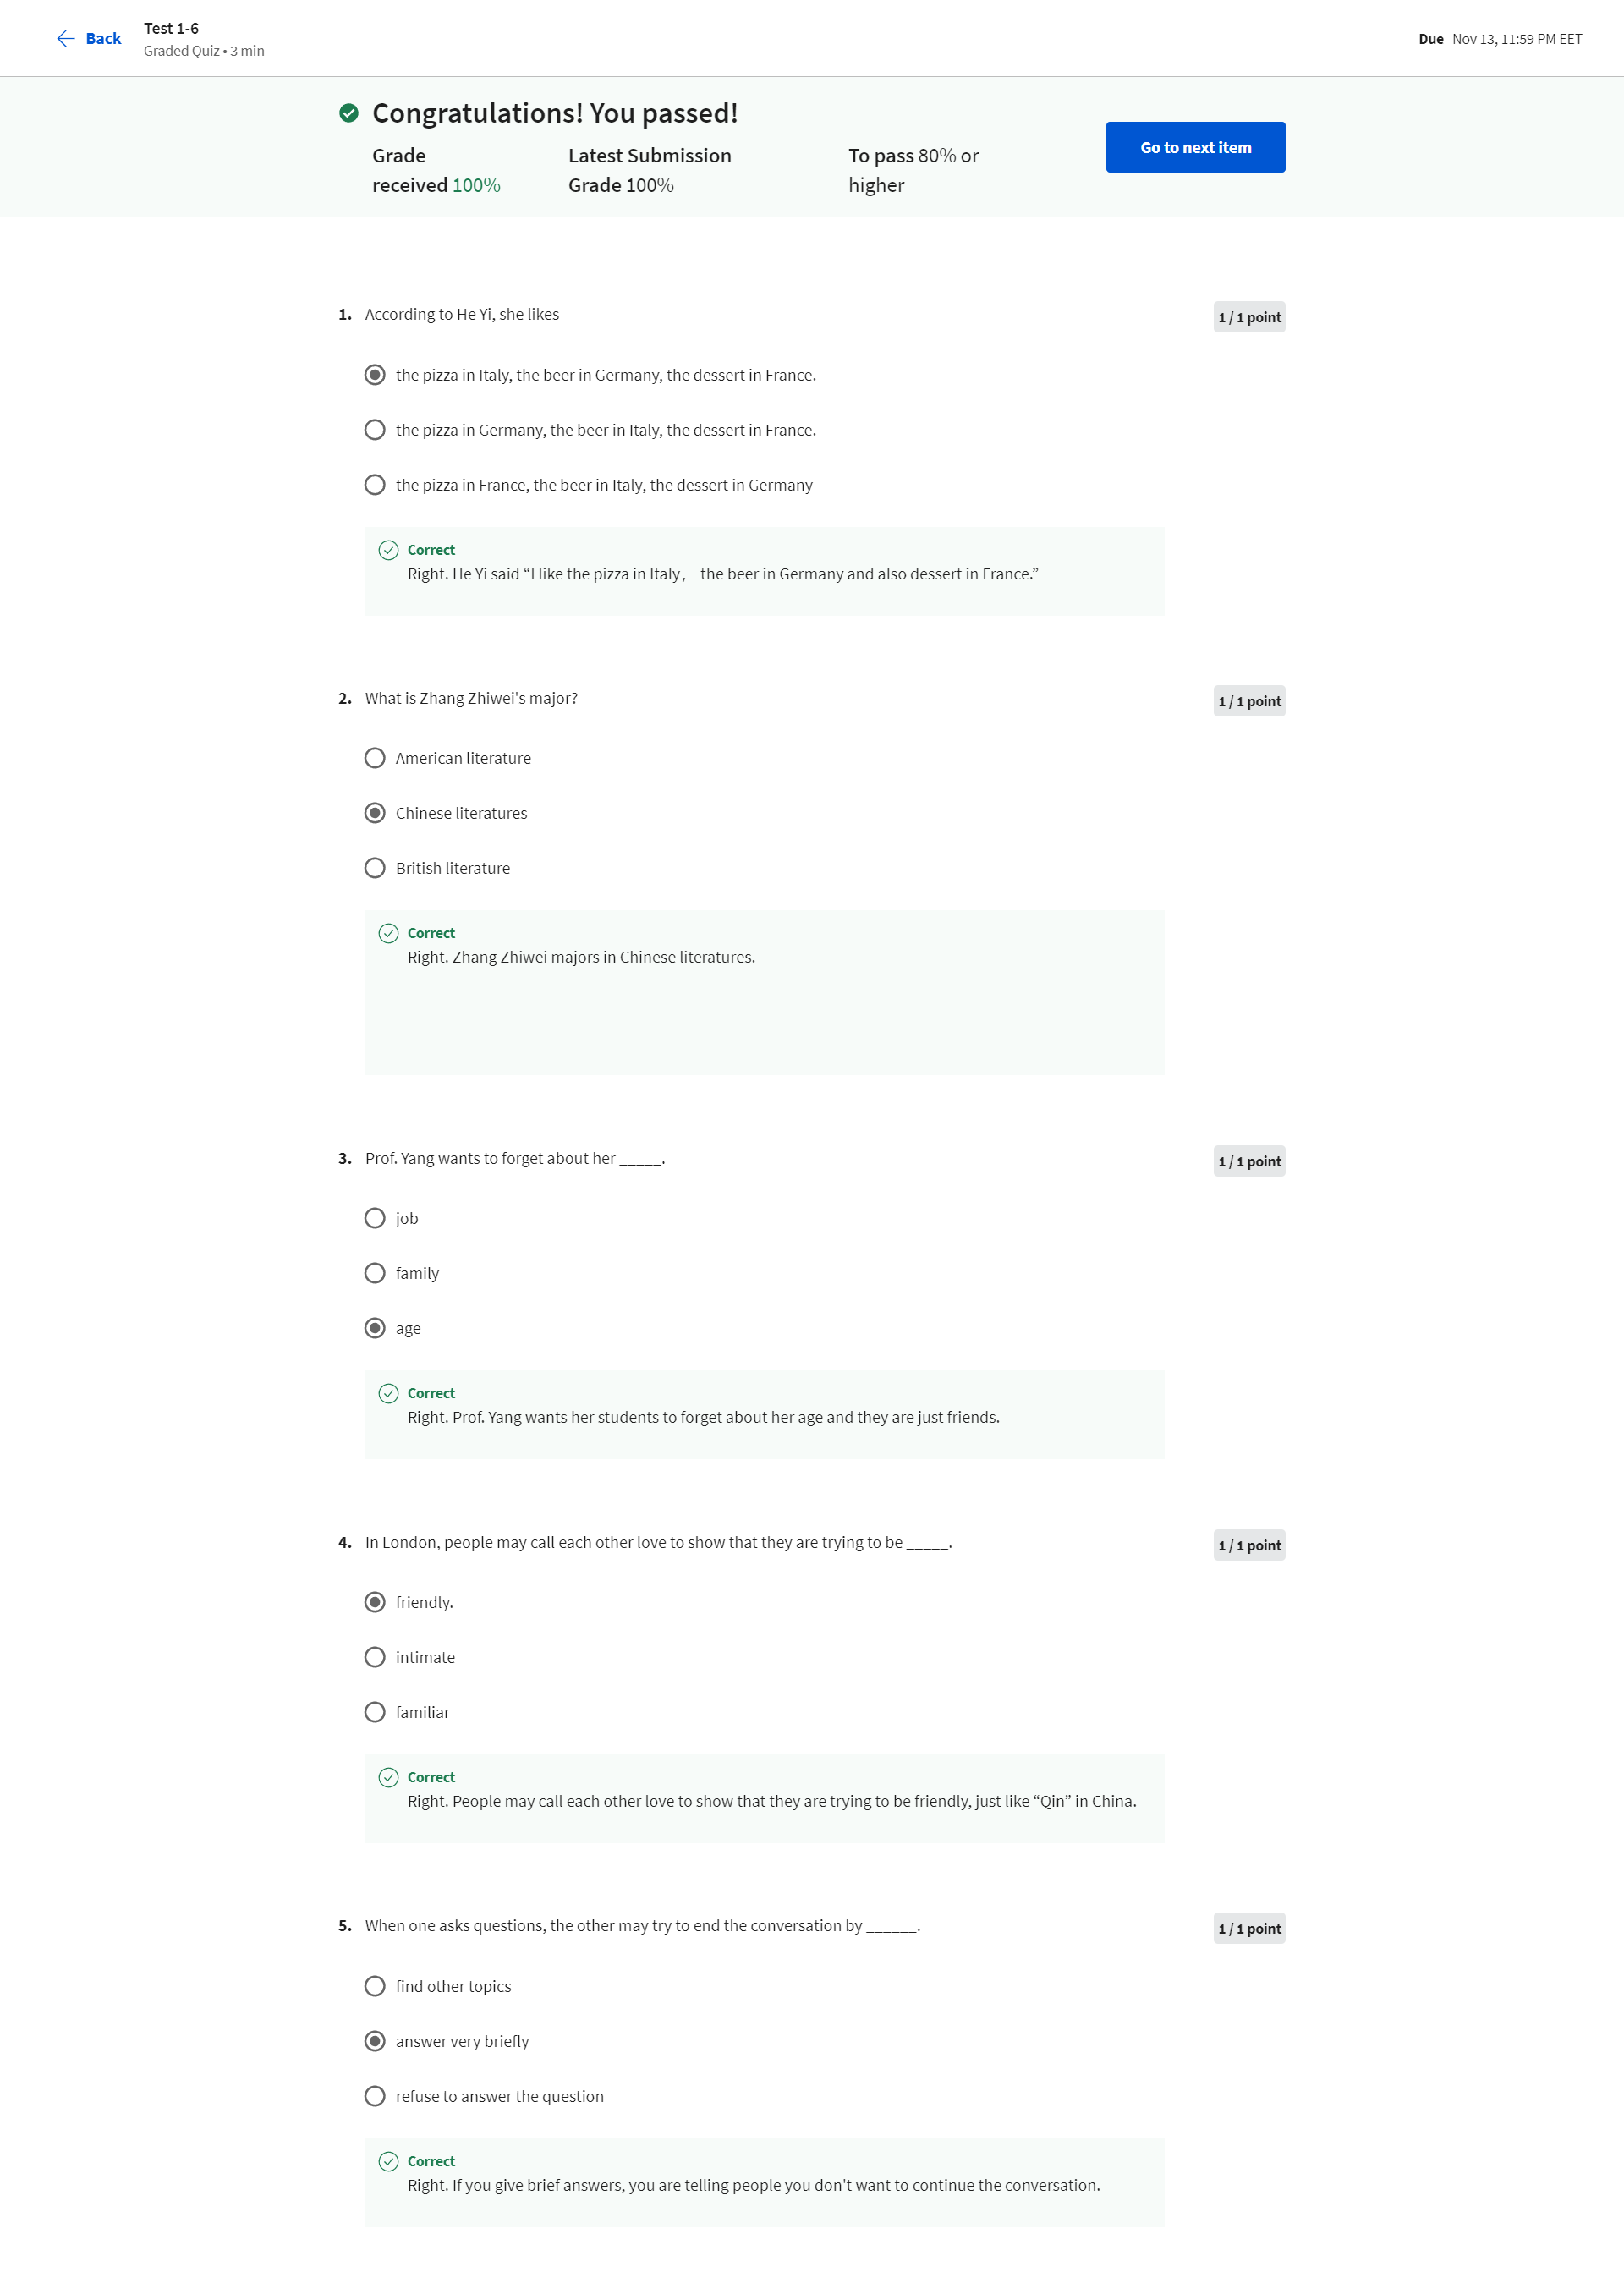 Back
Test 1-6
Graded Quiz • 3 min
Due Nov 13, 11:59 PM EET
Congratulations! You passed!
Grade
received 100%
Latest Submission
Grade 100%
To pass 80% or
higher
Go to next item
1. According to He Yi, she likes _____
1 / 1 point
the pizza in Italy, the beer in Germany, the dessert in France.
the pizza in Germany, the beer in Italy, the dessert in France.
the pizza in France, the beer in Italy, the dessert in Germany
Correct
Right. He Yi said “I like the pizza in Italy， the beer in Germany and also dessert in France.”
2. What is Zhang Zhiwei's major?
1 / 1 point
American literature
Chinese literatures
British literature
Correct
Right. Zhang Zhiwei majors in Chinese literatures.
3. Prof. Yang wants to forget about her _____.
1 / 1 point
job
family
age
Correct
Right. Prof. Yang wants her students to forget about her age and they are just friends.
4. In London, people may call each other love to show that they are trying to be _____.
1 / 1 point
friendly.
intimate
familiar
Correct
Right. People may call each other love to show that they are trying to be friendly, just like “Qin” in China.
5. When one asks questions, the other may try to end the conversation by ______.
1 / 1 point
find other topics
answer very briefly
refuse to answer the question
Correct
Right. If you give brief answers, you are telling people you don't want to continue the conversation.